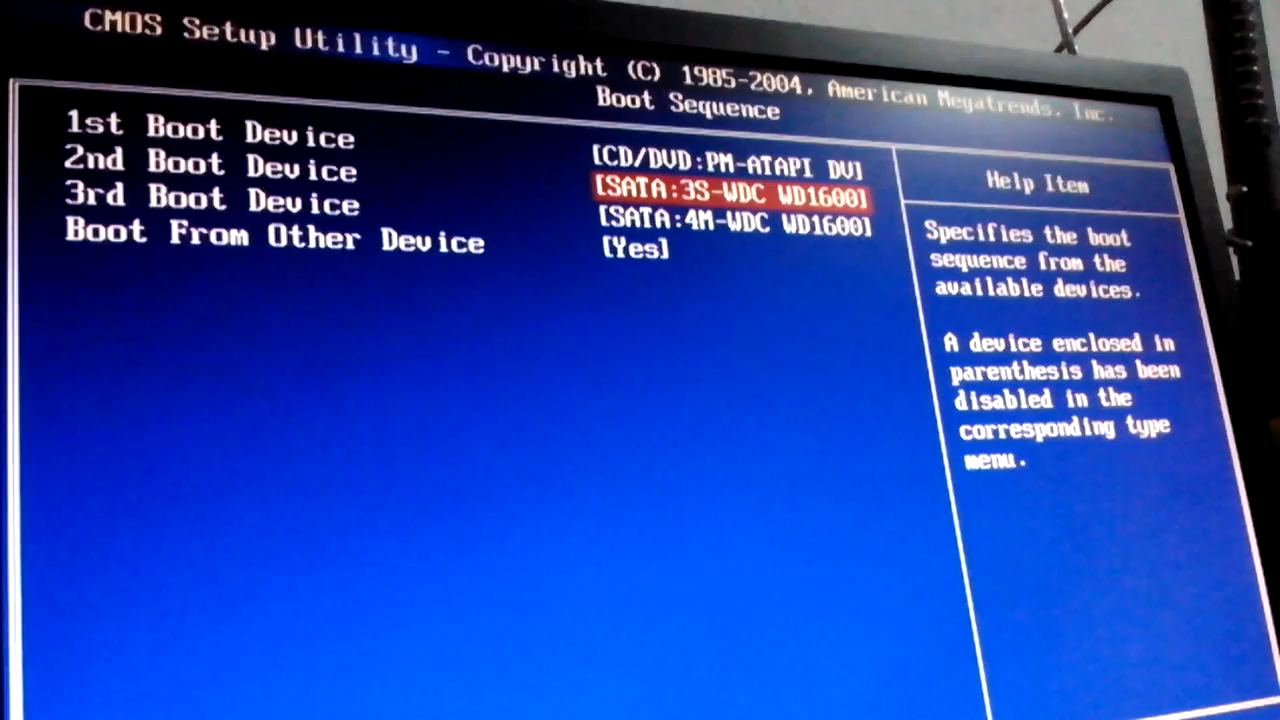 CMOS Setup Utility - Copyright (C) 1985-2004, American Megatrends, Inc.
Boot Sequence
1st Boot Device [CD/DVD:PM-ATAPI DV]
2nd Boot Device [SATA:3S-WDC WD1600]
3rd Boot Device [SATA:4M-WDC WD1600]
Boot From Other Device [Yes]
Help Item
Specifies the boot
sequence from the
available devices.
A device enclosed in
parenthesis has been
disabled in the
corresponding type
menu.